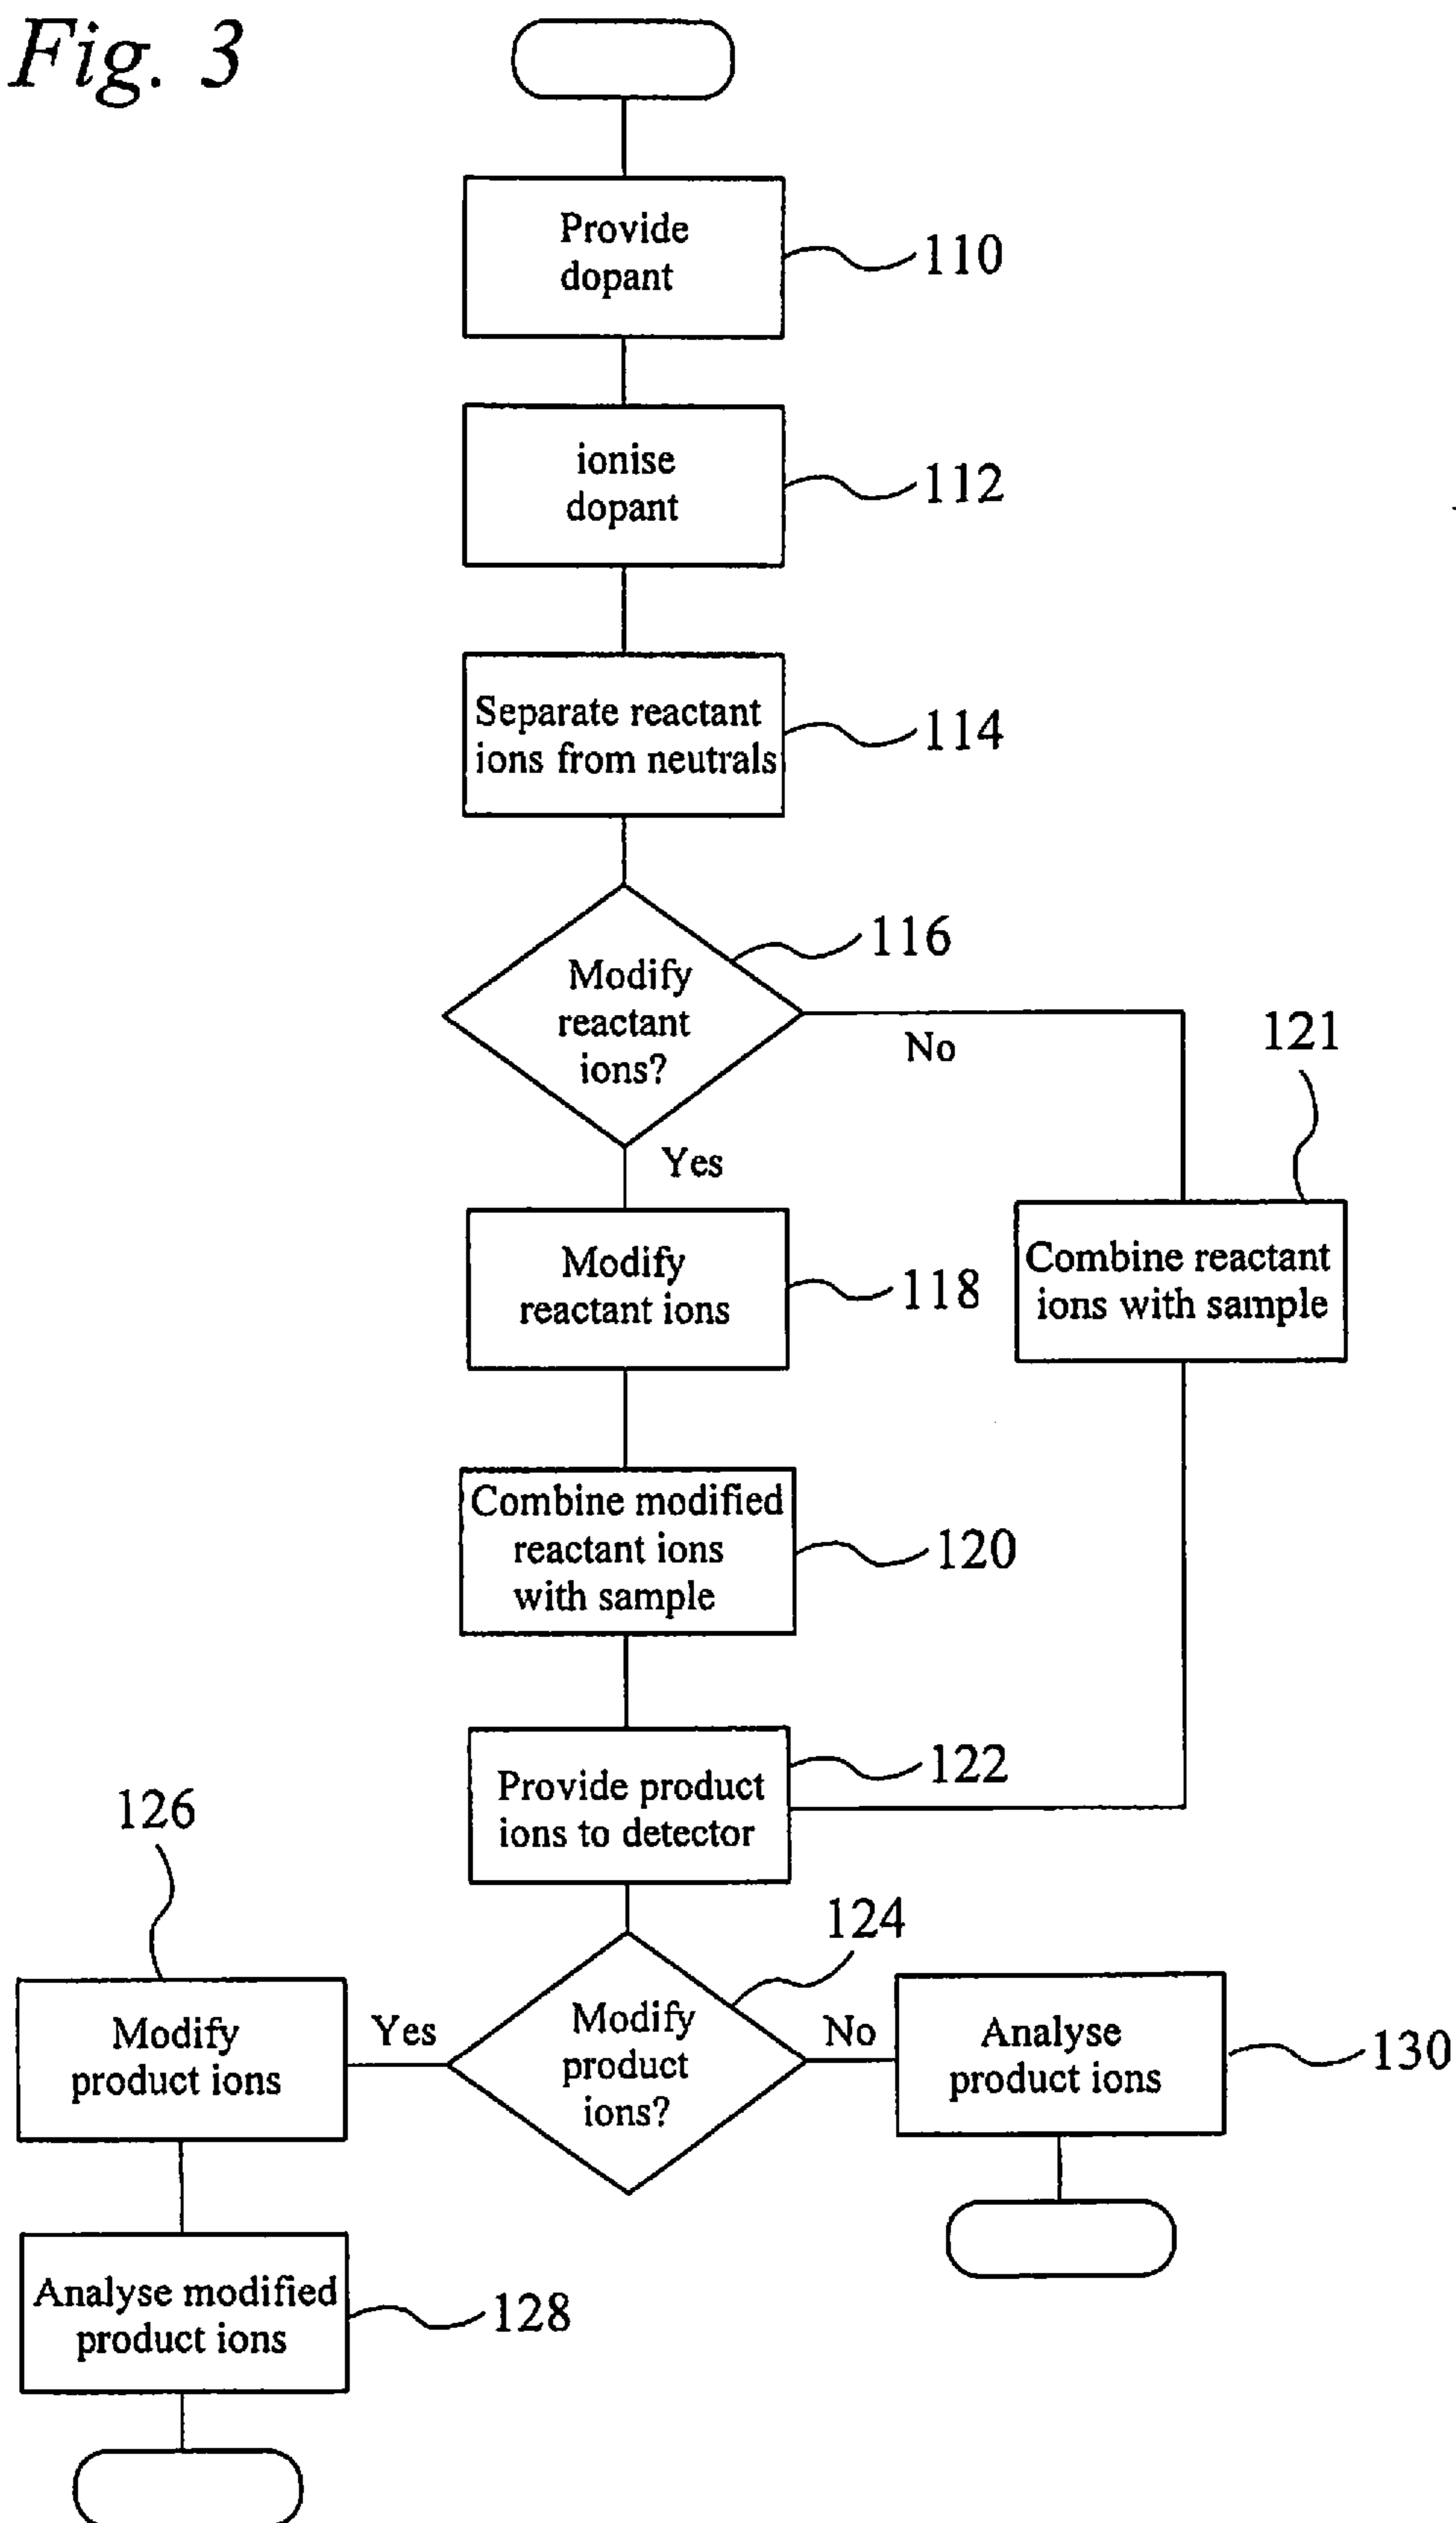 Fig. 3
Provide
dopant
110
ionise
dopant
112
Separate reactant
ions from neutrals
114
116
Modify
reactant
ions?
No
121
Yes
Combine reactant
ions with sample
Modify
reactant ions
118
Combine modified
reactant ions
with sample
120
122
Provide product
ions to detector
126
124
Modify
product ions
Yes
Modify
product
ions?
No
Analyse
product ions
130
Analyse modified
product ions
128